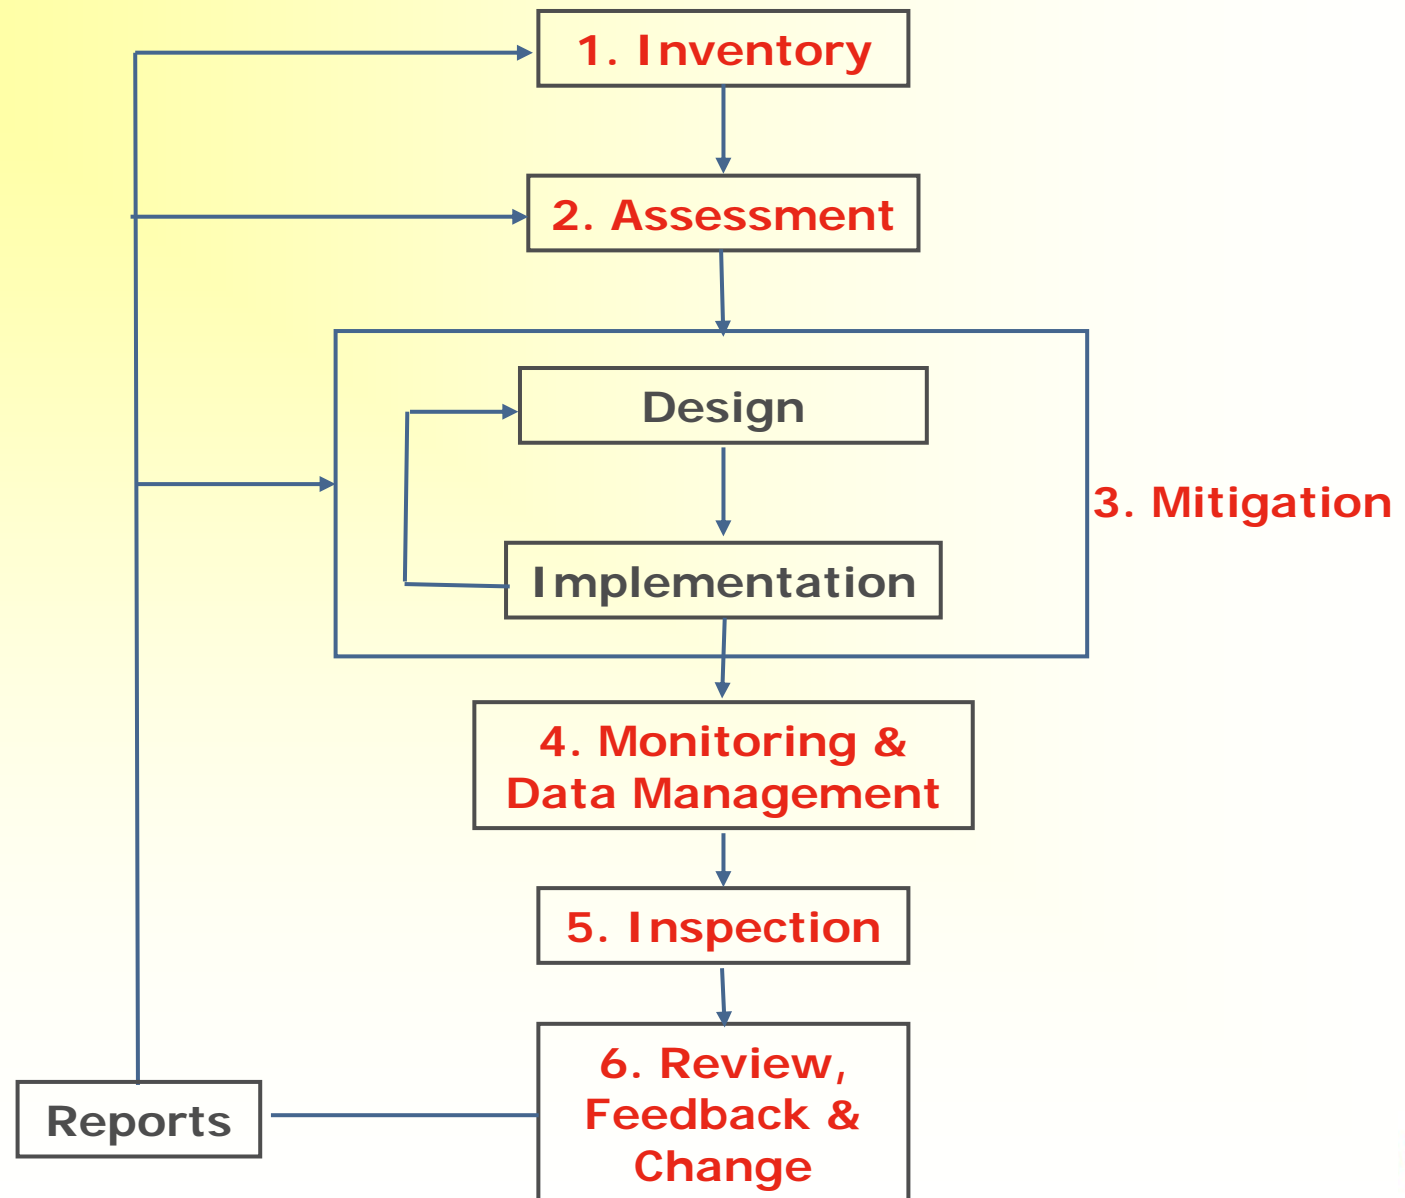 1. Inventory
2. Assessment
Design
3. Mitigation
Implementation
4. Monitoring &
Data Management
5. Inspection
6. Review,
Feedback &
Change
Reports